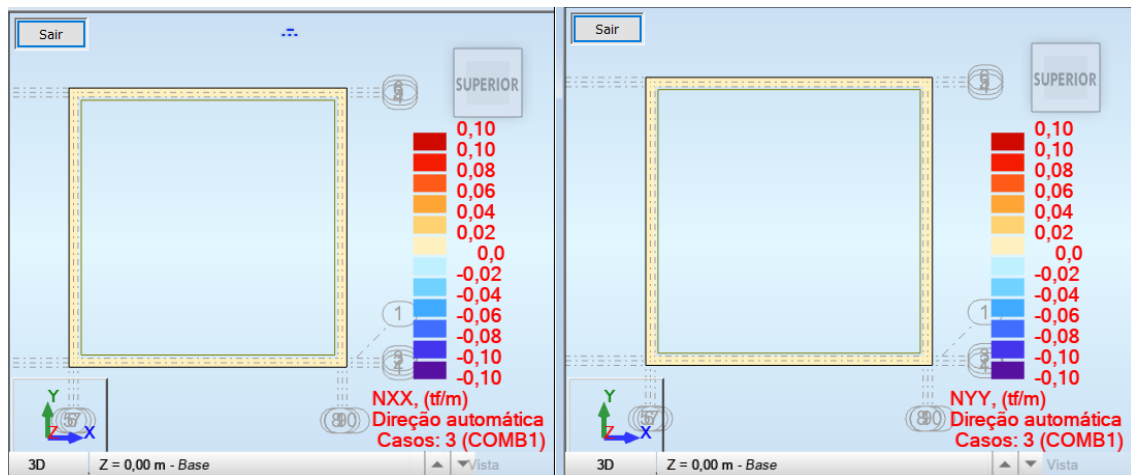 Sair
SUPERIOR
0,10
0,10
0,08
0,06
0,04
0,02
0,0
-0,02
-0,04
-0,06
-0,08
-0,10
-0,10
1
NXX, (tf/m)
Direção automática
Casos: 3 (COMB1)
Y
Z
X
3D
Z = 0,00 m - Base
Vista
Sair
SUPERIOR
0,10
0,10
0,08
0,06
0,04
0,02
0,0
-0,02
-0,04
-0,06
-0,08
-0,10
-0,10
1
NYY, (tf/m)
Direção automática
Casos: 3 (COMB1)
Y
Z
X
3D
Z = 0,00 m - Base
Vista